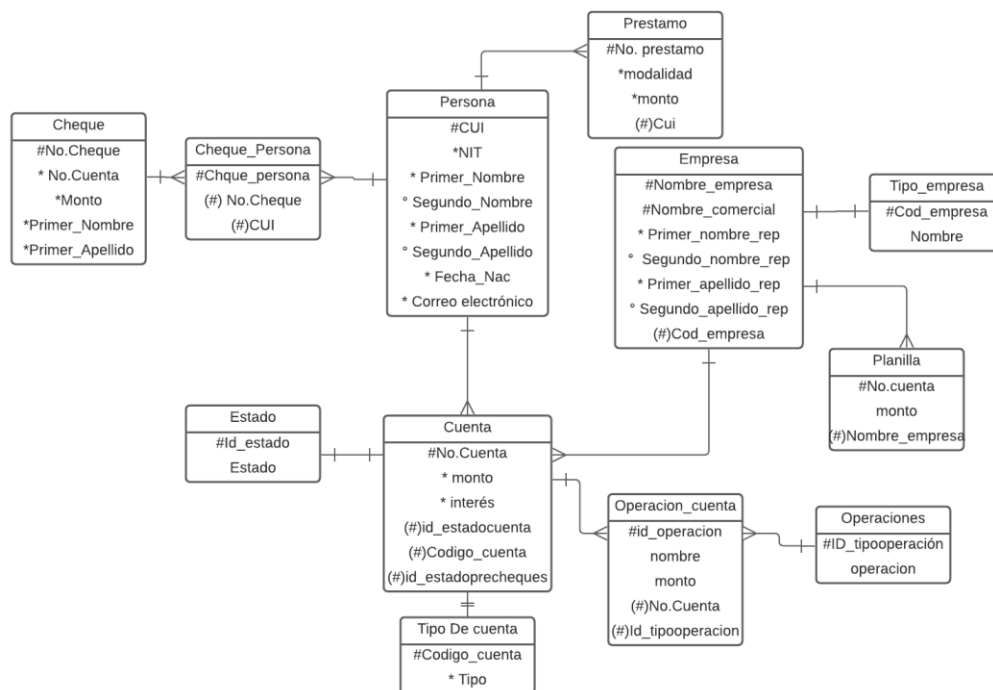 Prestamo
#No. prestamo
*modalidad
*monto
(#)Cui
Persona
#CUI
*NIT
* Primer_Nombre
° Segundo_Nombre
* Primer_Apellido
° Segundo_Apellido
* Fecha_Nac
* Correo electrónico
Cheque
#No.Cheque
* No.Cuenta
*Monto
*Primer_Nombre
*Primer_Apellido
Cheque_Persona
#Chque_persona
(#) No.Cheque
(#)CUI
Empresa
#Nombre_empresa
#Nombre_comercial
* Primer_nombre_rep
° Segundo_nombre_rep
* Primer_apellido_rep
° Segundo_apellido_rep
(#)Cod_empresa
Tipo_empresa
#Cod_empresa
Nombre
Planilla
#No.cuenta
monto
(#)Nombre_empresa
Estado
#Id_estado
Estado
Cuenta
#No.Cuenta
* monto
* interés
(#)id_estadocuenta
(#)Codigo_cuenta
(#)id_estadoprecheques
Operacion_cuenta
#id_operacion
nombre
monto
(#)No.Cuenta
(#)Id_tipooperacion
Operaciones
#ID_tipooperación
operacion
Tipo De cuenta
#Codigo_cuenta
* Tipo